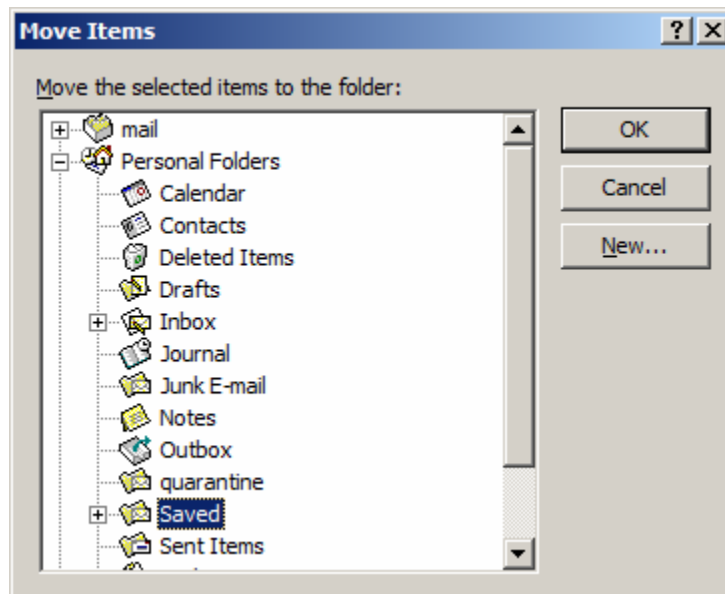 Move Items
Move the selected items to the folder:
mail
Personal Folders
Calendar
Contacts
Deleted Items
Drafts
Inbox
Journal
Junk E-mail
Notes
Outbox
quarantine
Saved
Sent Items
OK
Cancel
New...